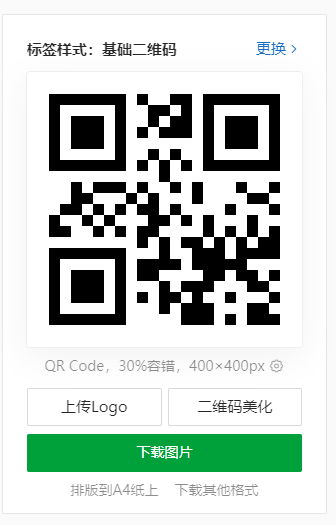 标签样式：基础二维码 更换 >
QR Code，30%容错，400×400px
上传Logo 二维码美化
下载图片
排版到A4纸上 下载其他格式